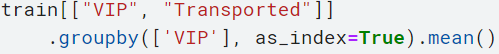 train[["VIP", "Transported"]]
.groupby(['VIP'], as_index=True).mean()